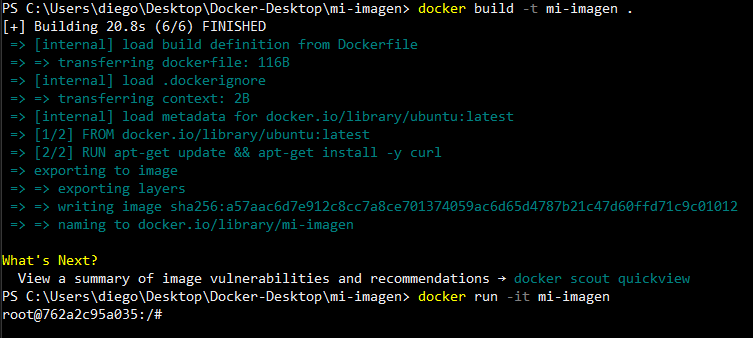 PS C:\Users\diego\Desktop\Docker-Desktop\mi-imagen> docker build -t mi-imagen .
[+] Building 20.8s (6/6) FINISHED
=> [internal] load build definition from Dockerfile
=> => transferring dockerfile: 116B
=> [internal] load .dockerignore
=> => transferring context: 2B
=> [internal] load metadata for docker.io/library/ubuntu:latest
=> [1/2] FROM docker.io/library/ubuntu:latest
=> [2/2] RUN apt-get update && apt-get install -y curl
=> exporting to image
=> => exporting layers
=> => writing image sha256:a57aac6d7e912c8cc7a8ce701374059ac6d65d4787b21c47d60ffd71c9c01012
=> => naming to docker.io/library/mi-imagen
What's Next?
View a summary of image vulnerabilities and recommendations → docker scout quickview
PS C:\Users\diego\Desktop\Docker-Desktop\mi-imagen> docker run -it mi-imagen
root@762a2c95a035:/#